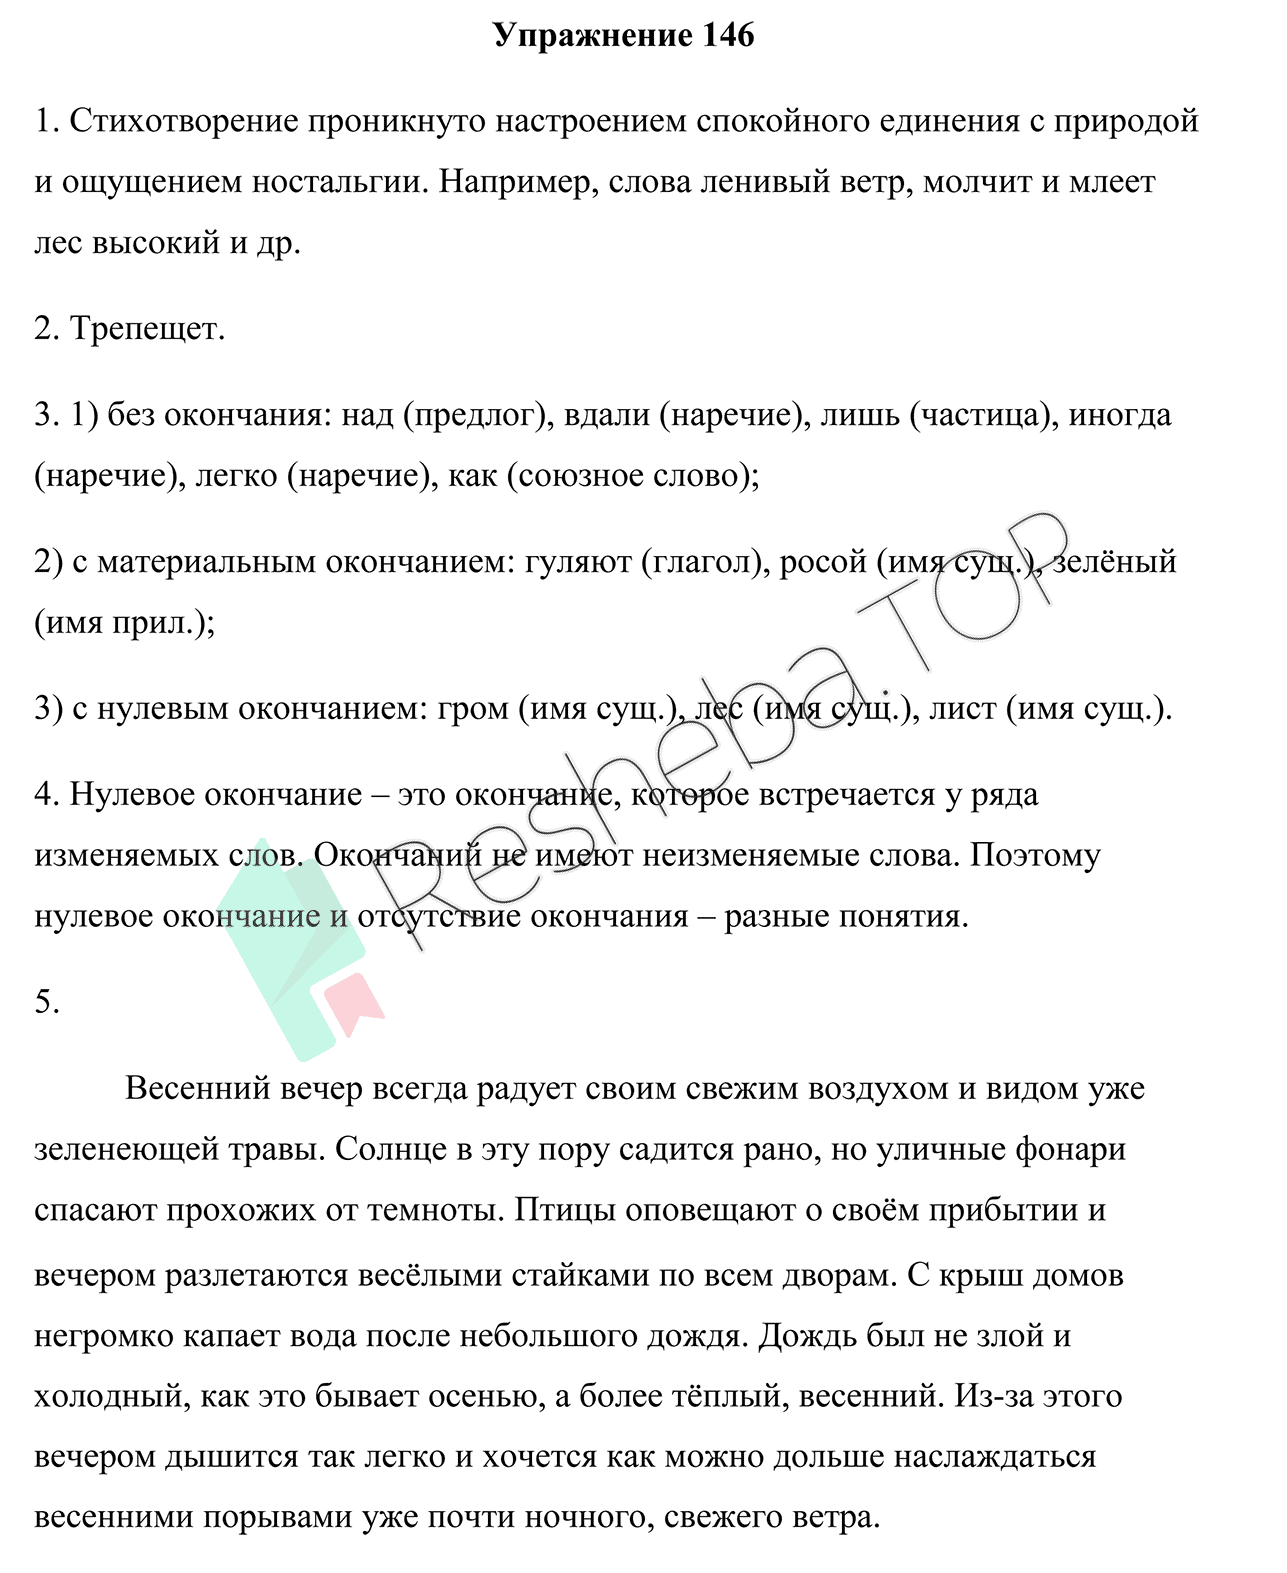 Упражнение 146
1. Стихотворение проникнуто настроением спокойного единения с природой
и ощущением ностальгии. Например, слова ленивый ветр, молчит и млеет
лес высокий и др.
2. Трепещет.
3. 1) без окончания: над (предлог), вдали (наречие), лишь (частица), иногда
(наречие), легко (наречие), как (союзное слово);
2) с материальным окончанием: гуляют (глагол), росой (имя сущ.), зелёный
(имя прил.);
3) с нулевым окончанием: гром (имя сущ.), лес (имя сущ.), лист (имя сущ.).
4. Нулевое окончание – это окончание, которое встречается у ряда
изменяемых слов. Окончаний не имеют неизменяемые слова. Поэтому
нулевое окончание и отсутствие окончания – разные понятия.
5.
Весенний вечер всегда радует своим свежим воздухом и видом уже
зеленеющей травы. Солнце в эту пору садится рано, но уличные фонари
спасают прохожих от темноты. Птицы оповещают о своём прибытии и
вечером разлетаются весёлыми стайками по всем дворам. С крыш домов
негромко капает вода после небольшого дождя. Дождь был не злой и
холодный, как это бывает осенью, а более тёплый, весенний. Из-за этого
вечером дышится так легко и хочется как можно дольше наслаждаться
весенними порывами уже почти ночного, свежего ветра.
Resheba.TOP